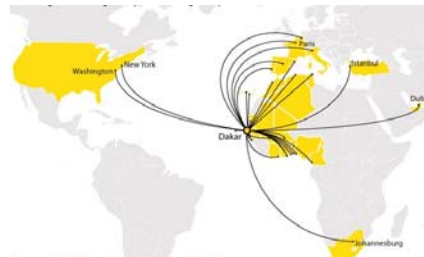 Paris
New York
Washington
Istanbul
Dub
Dakar
Johannesburg